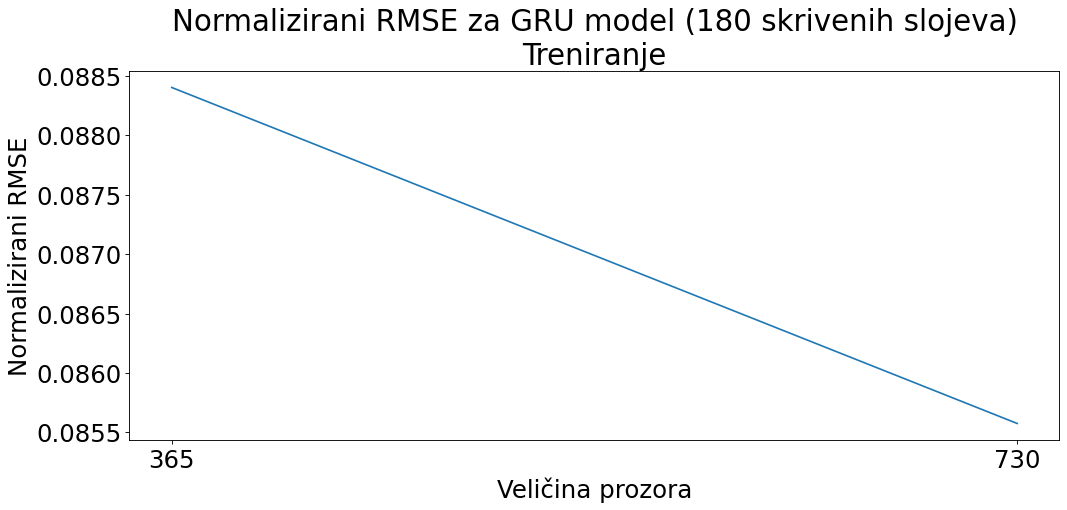 Normalizirani RMSE za GRU model (180 skrivenih slojeva)
Treniranje
0.0885
0.0880
0.0875
0.0870
0.0865
0.0860
0.0855
Normalizirani RMSE
365
730
Veličina prozora